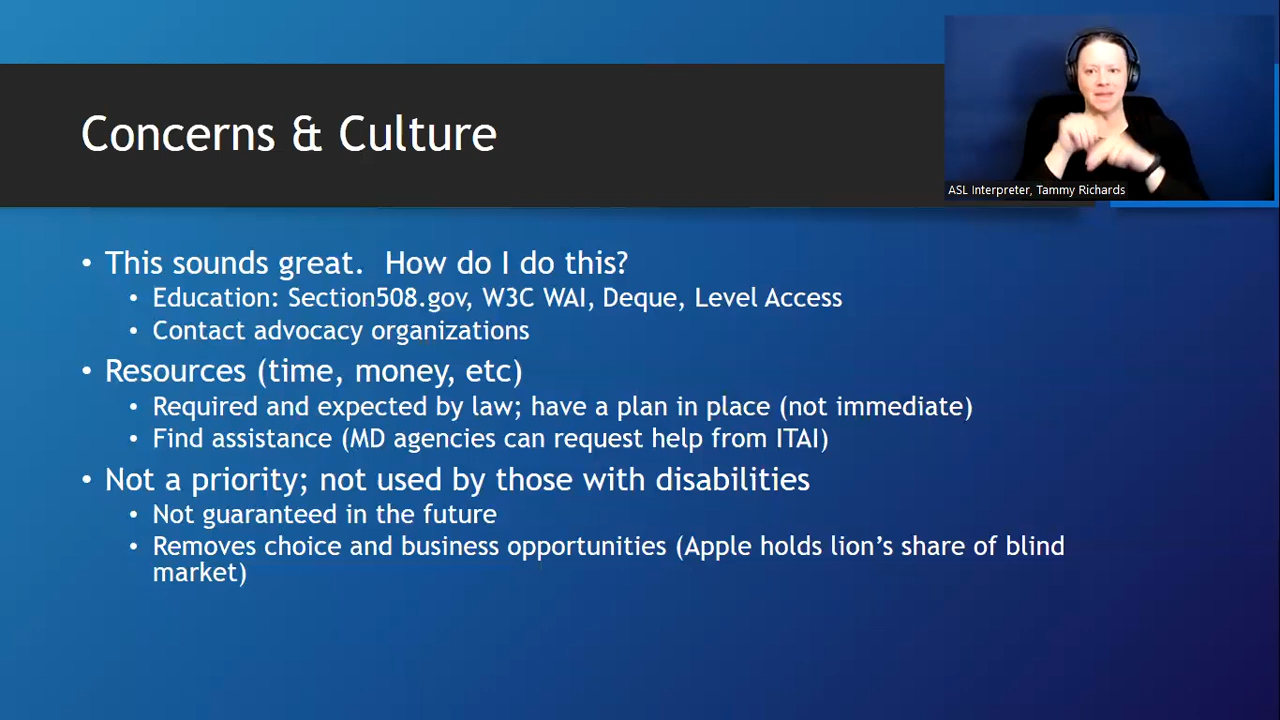 Concerns & Culture
ASL Interpreter, Tammy Richards
• This sounds great.  How do I do this?
• Education: Section508.gov, W3C WAI, Deque, Level Access
• Contact advocacy organizations
• Resources (time, money, etc)
• Required and expected by law; have a plan in place (not immediate)
• Find assistance (MD agencies can request help from ITAI)
• Not a priority; not used by those with disabilities
• Not guaranteed in the future
• Removes choice and business opportunities (Apple holds lion’s share of blind
market)